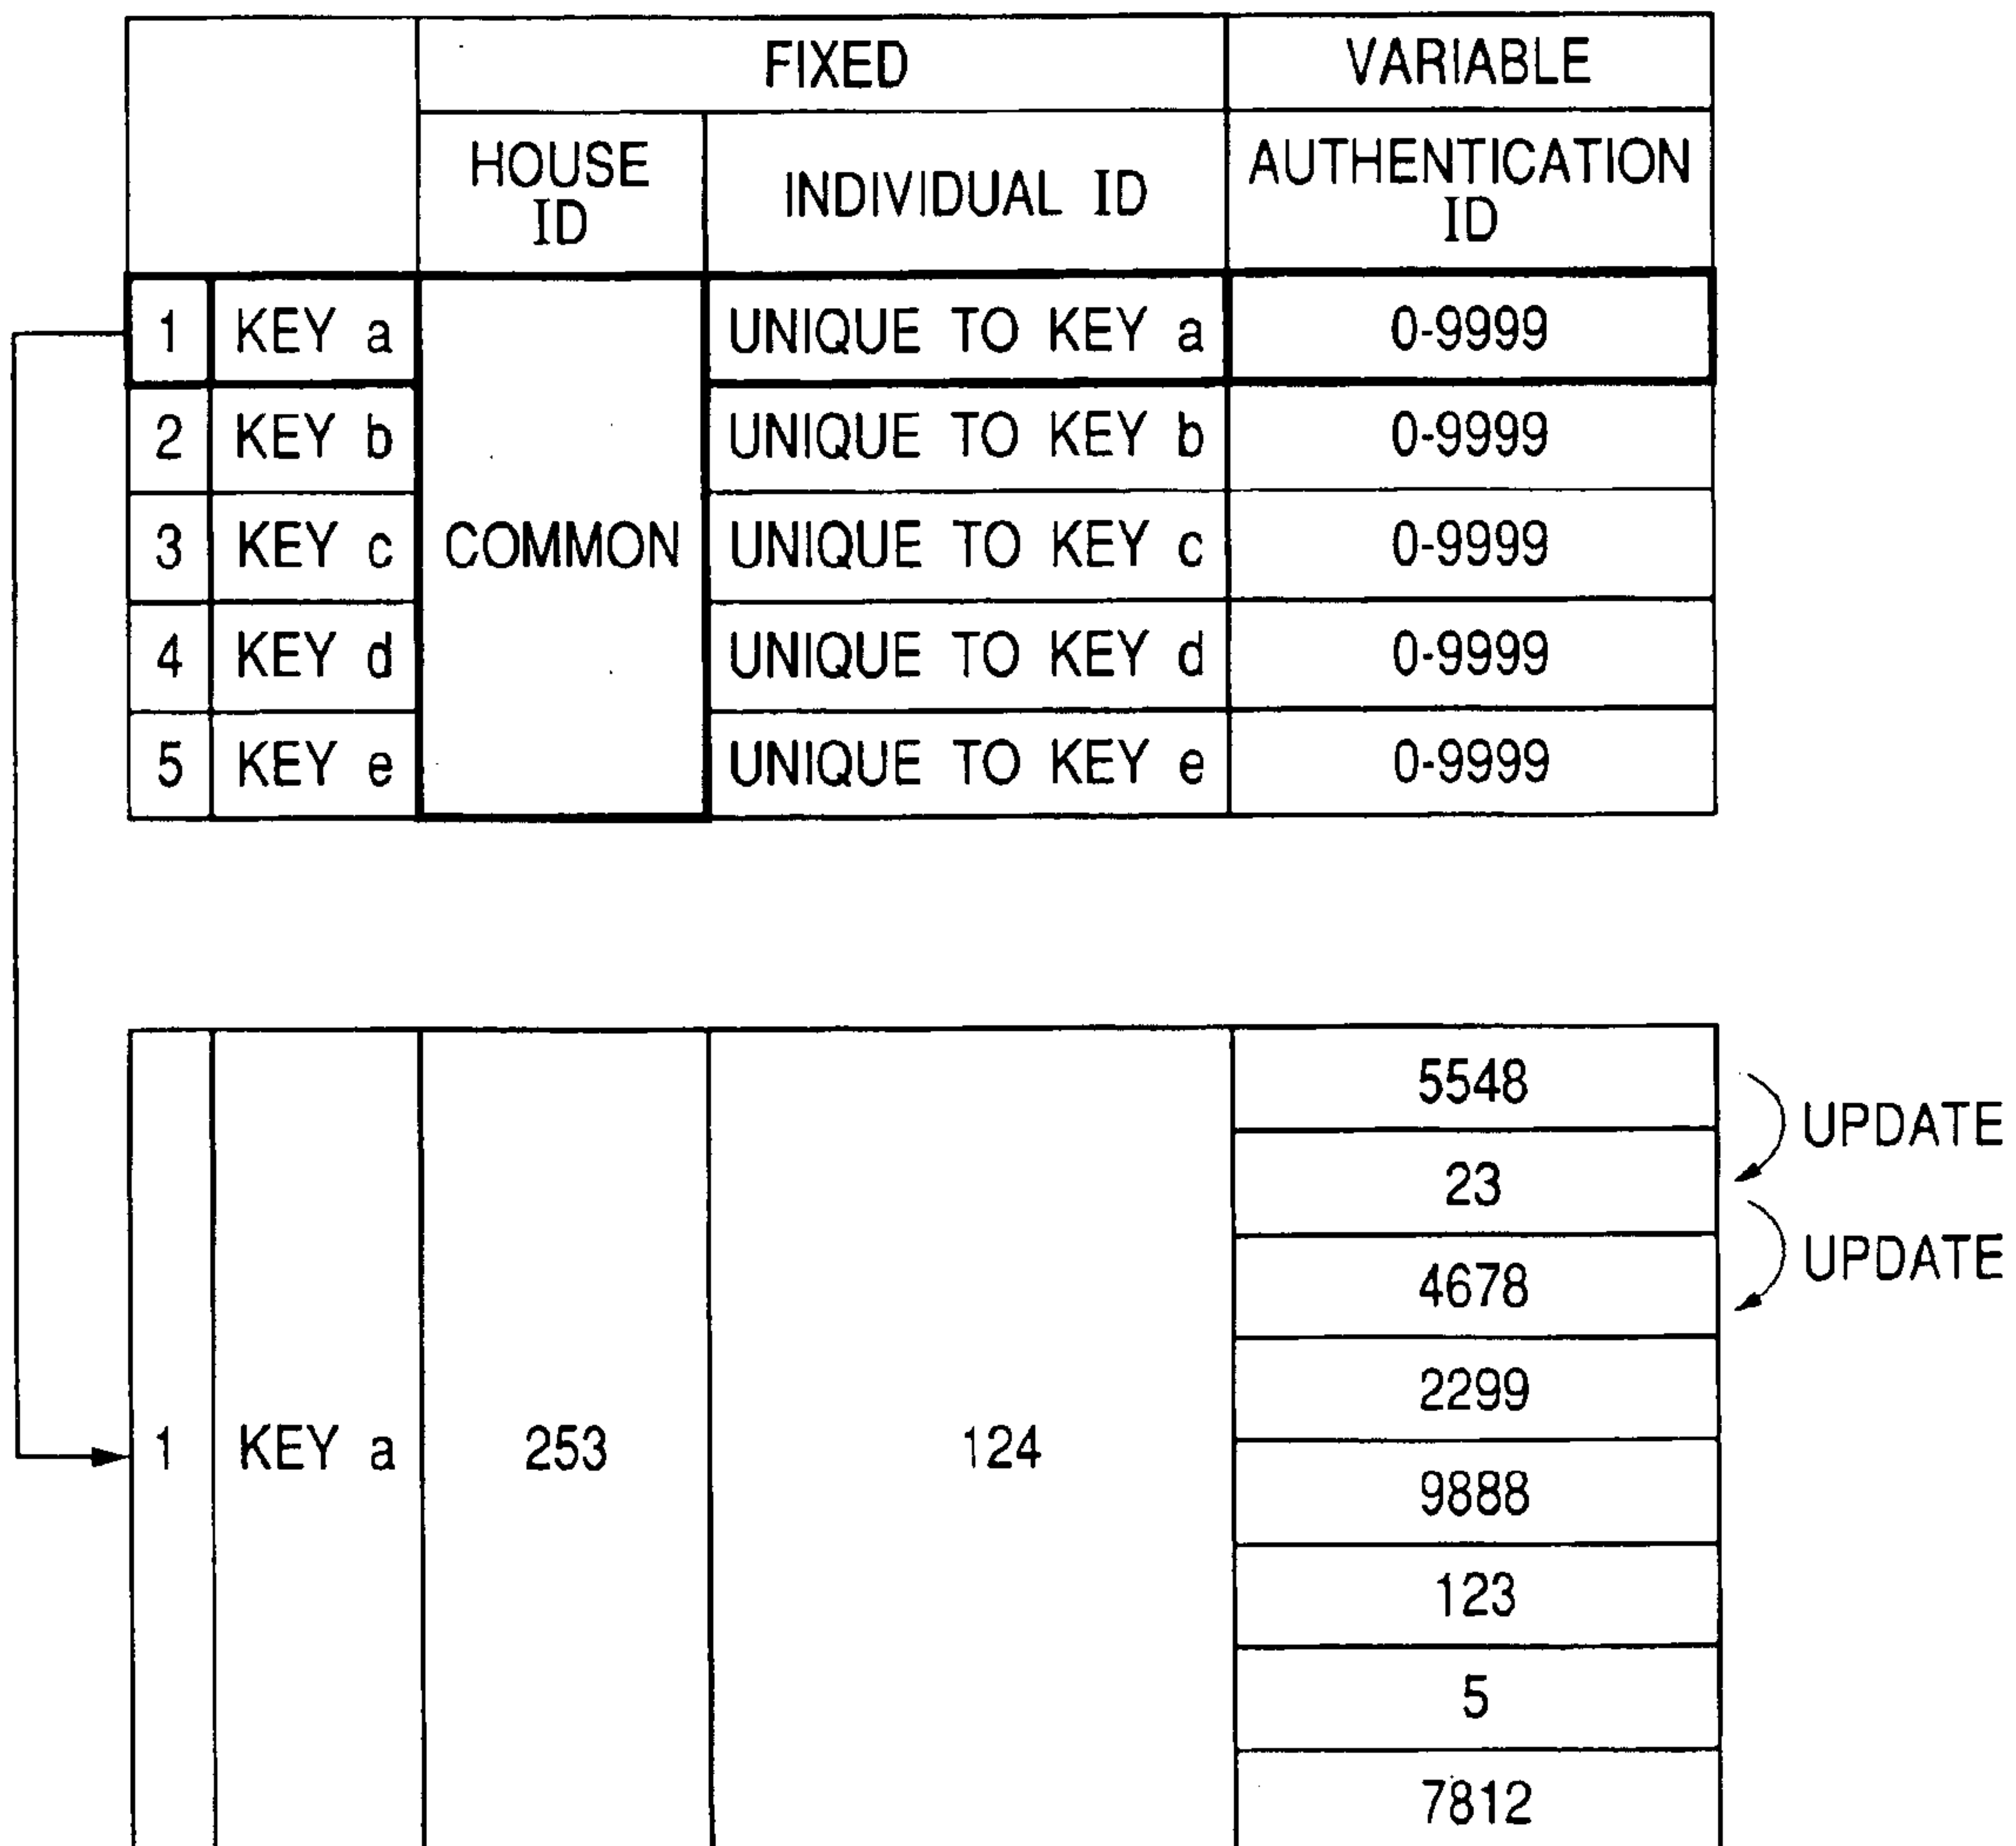 FIXED VARIABLE
HOUSE ID INDIVIDUAL ID AUTHENTICATION ID
1 KEY a UNIQUE TO KEY a 0-9999
2 KEY b UNIQUE TO KEY b 0-9999
3 KEY c COMMON UNIQUE TO KEY c 0-9999
4 KEY d UNIQUE TO KEY d 0-9999
5 KEY e UNIQUE TO KEY e 0-9999
5548
UPDATE
23
UPDATE
4678
2299
1 KEY a 253 124
9888
123
5
7812